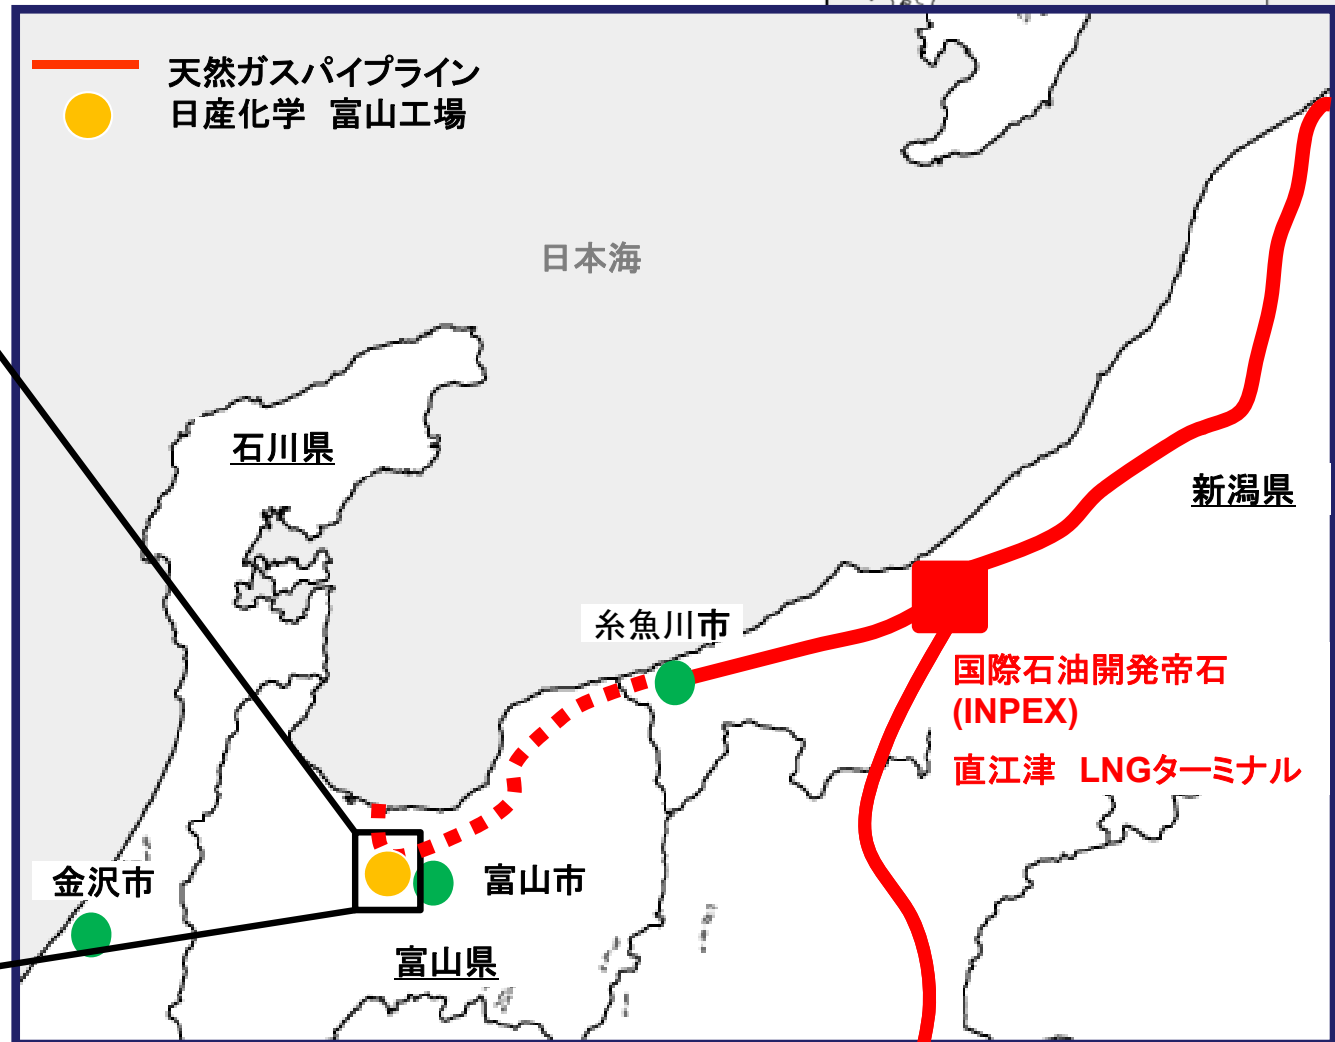 天然ガスパイプライン
日産化学 富山工場
日本海
石川県
新潟県
糸魚川市
国際石油開発帝石
(INPEX)
直江津 LNGターミナル
金沢市
富山市
富山県